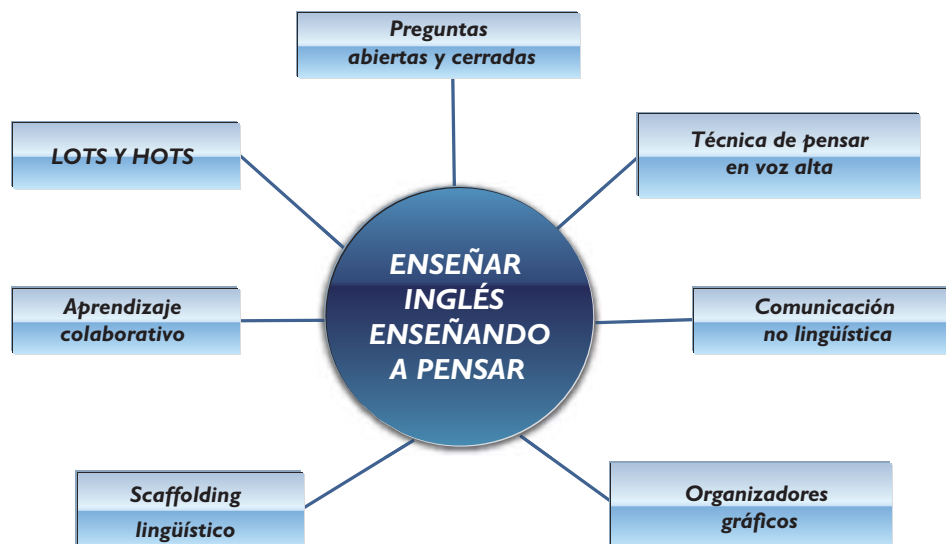 Preguntas
abiertas y cerradas
LOTS Y HOTS
Técnica de pensar
en voz alta
ENSEÑAR
INGLÉS
ENSEÑANDO
A PENSAR
Aprendizaje
colaborativo
Comunicación
no lingüística
Scaffolding
lingüístico
Organizadores
gráficos